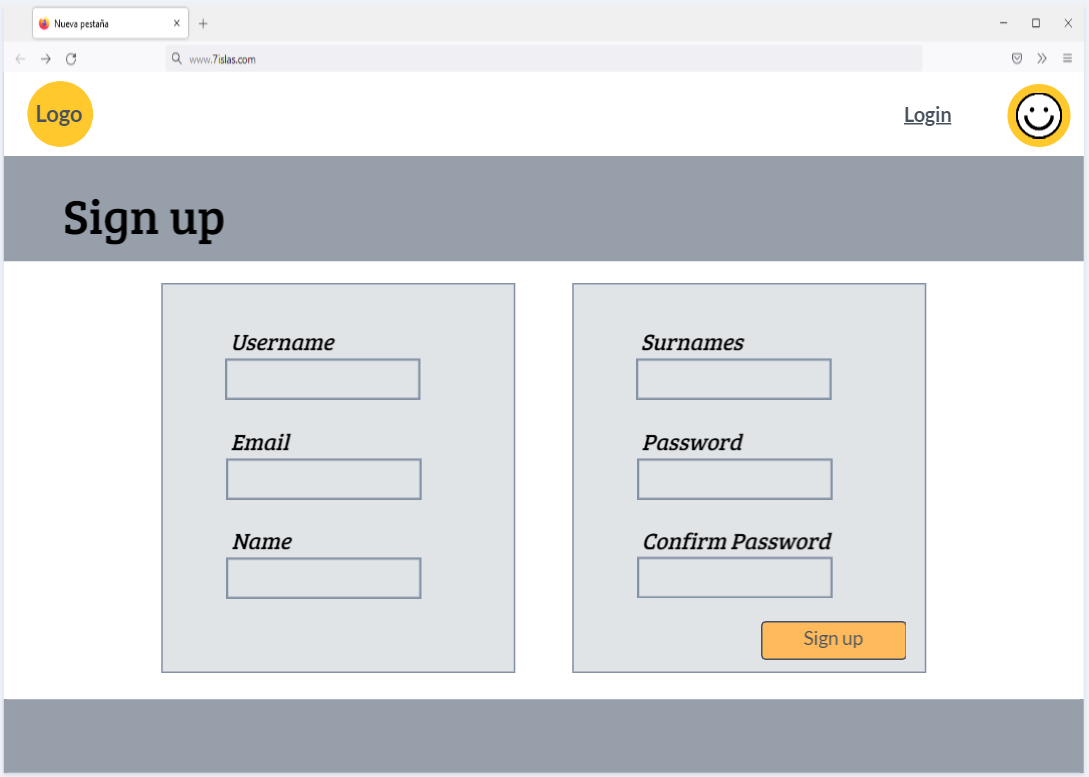 Nueva pestaña
www.7islas.com
Logo
Login
Sign up
Username
Email
Name
Surnames
Password
Confirm Password
Sign up